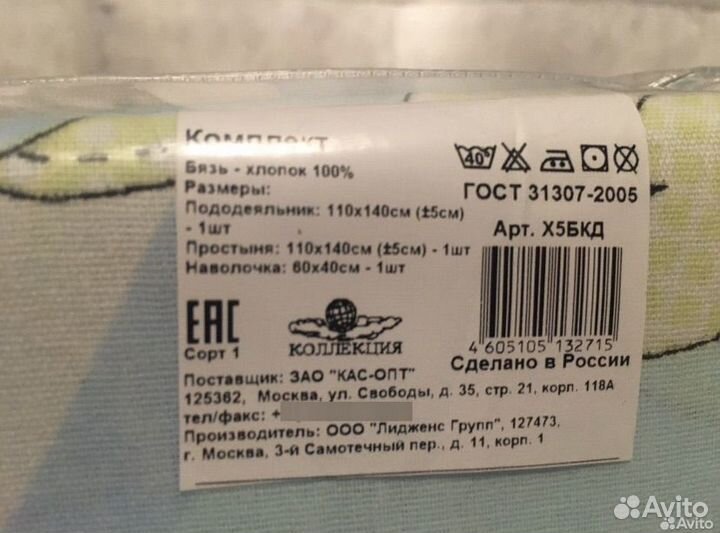 Комплект
Бязь - хлопок 100%
Размеры:
Пододеяльник: 110х140см (±5см)
- 1шт
Простыня: 110х140см (±5см) - 1шт
Наволочка: 60х40см - 1шт
40°
ГОСТ 31307-2005
Арт. Х5БКД
4 605105 132715
Сделано в России
ЕАС
Сорт 1
КОЛЛЕКЦИЯ
Поставщик: ЗАО "КАС-ОПТ"
125362, Москва, ул. Свободы, д. 35, стр. 21, корп. 118А
тел/факс: +
Производитель: ООО "Лидженс Групп", 127473,
г. Москва, 3-й Самотечный пер., д. 11, корп. 1
Avito
Avito